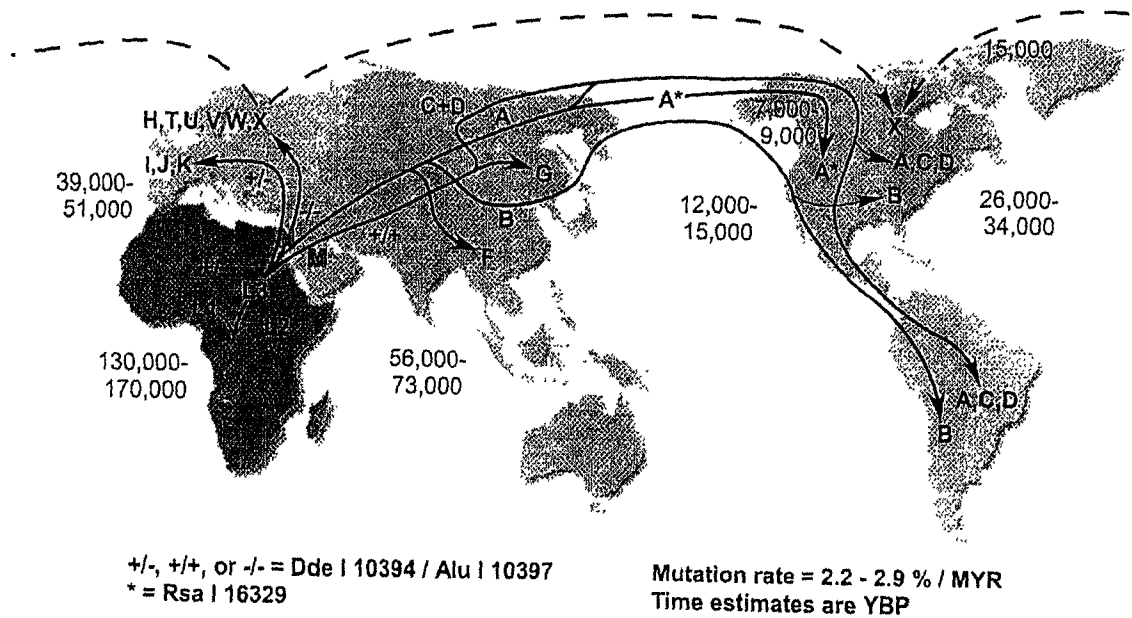 15,000
C+D
A
A*
7,000-
9,000
X
H,T,U,V,W,X
I,J,K
+/-
39,000-
51,000
G
A*
A,C,D
B
B
12,000-
15,000
26,000-
34,000
+/+
M
F
L3
130,000-
170,000
56,000-
73,000
A,C,D
B
+/-, +/+, or -/- = Dde I 10394 / Alu I 10397
* = Rsa I 16329
Mutation rate = 2.2 - 2.9 % / MYR
Time estimates are YBP